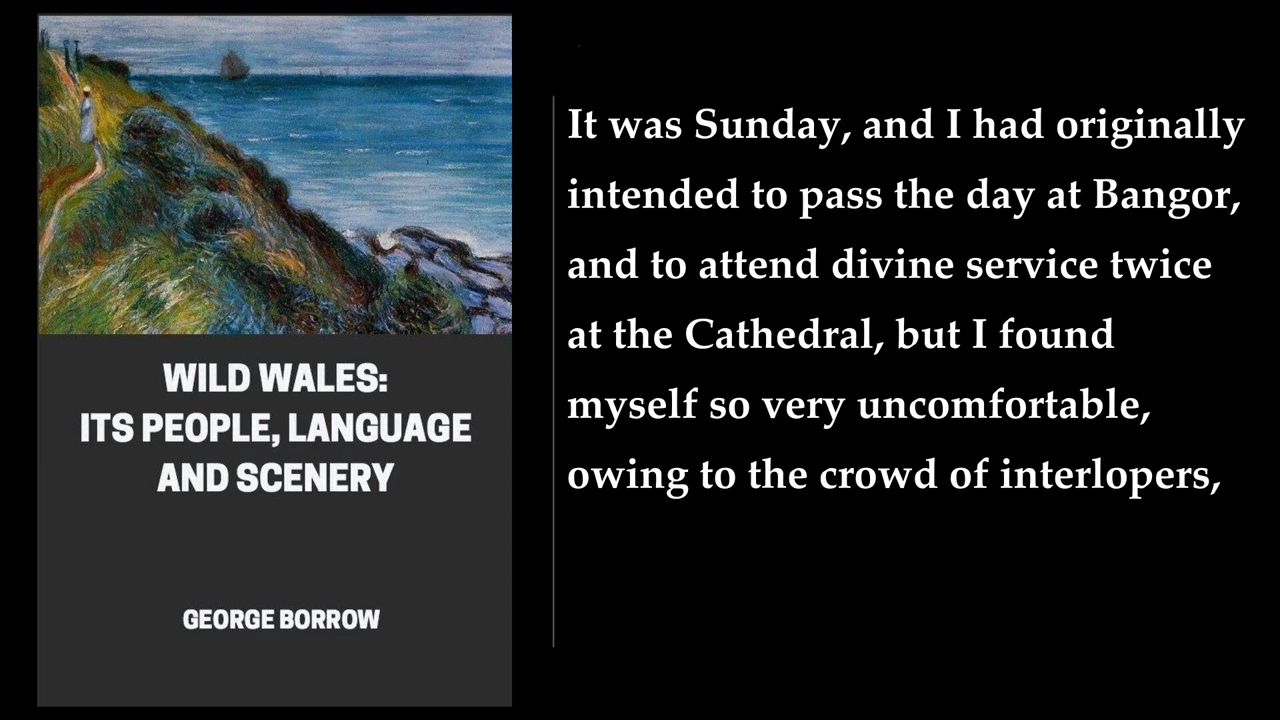 WILD WALES:
ITS PEOPLE, LANGUAGE
AND SCENERY
GEORGE BORROW
It was Sunday, and I had originally
intended to pass the day at Bangor,
and to attend divine service twice
at the Cathedral, but I found
myself so very uncomfortable,
owing to the crowd of interlopers,